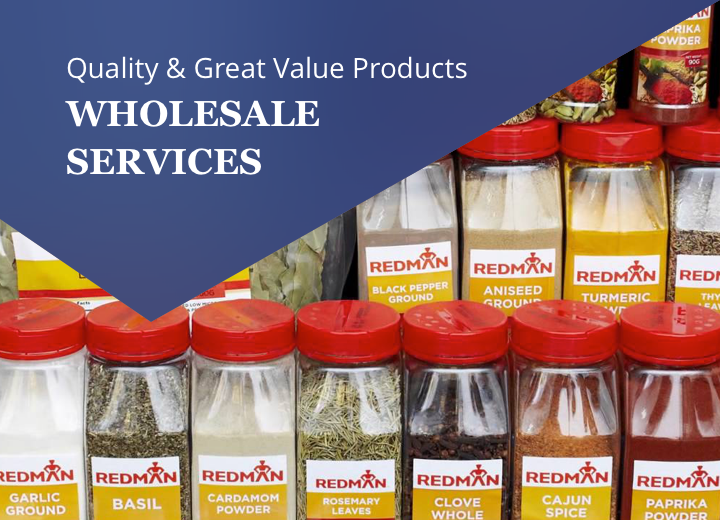 Quality & Great Value Products
WHOLESALE
SERVICES
PAPRIKA
POWDER
90G
REDMAN
BLACK PEPPER
GROUND
REDMAN
ANISEED
GROUND
REDMAN
TURMERIC
REDMAN
Facts
REDMAN
GARLIC
GROUND
REDMAN
BASIL
REDMAN
CARDAMOM
POWDER
REDMAN
ROSEMARY
LEAVES
REDMAN
CLOVE
WHOLE
REDMAN
CAJUN
SPICE
REDMAN
PAPRIKA
POWDER